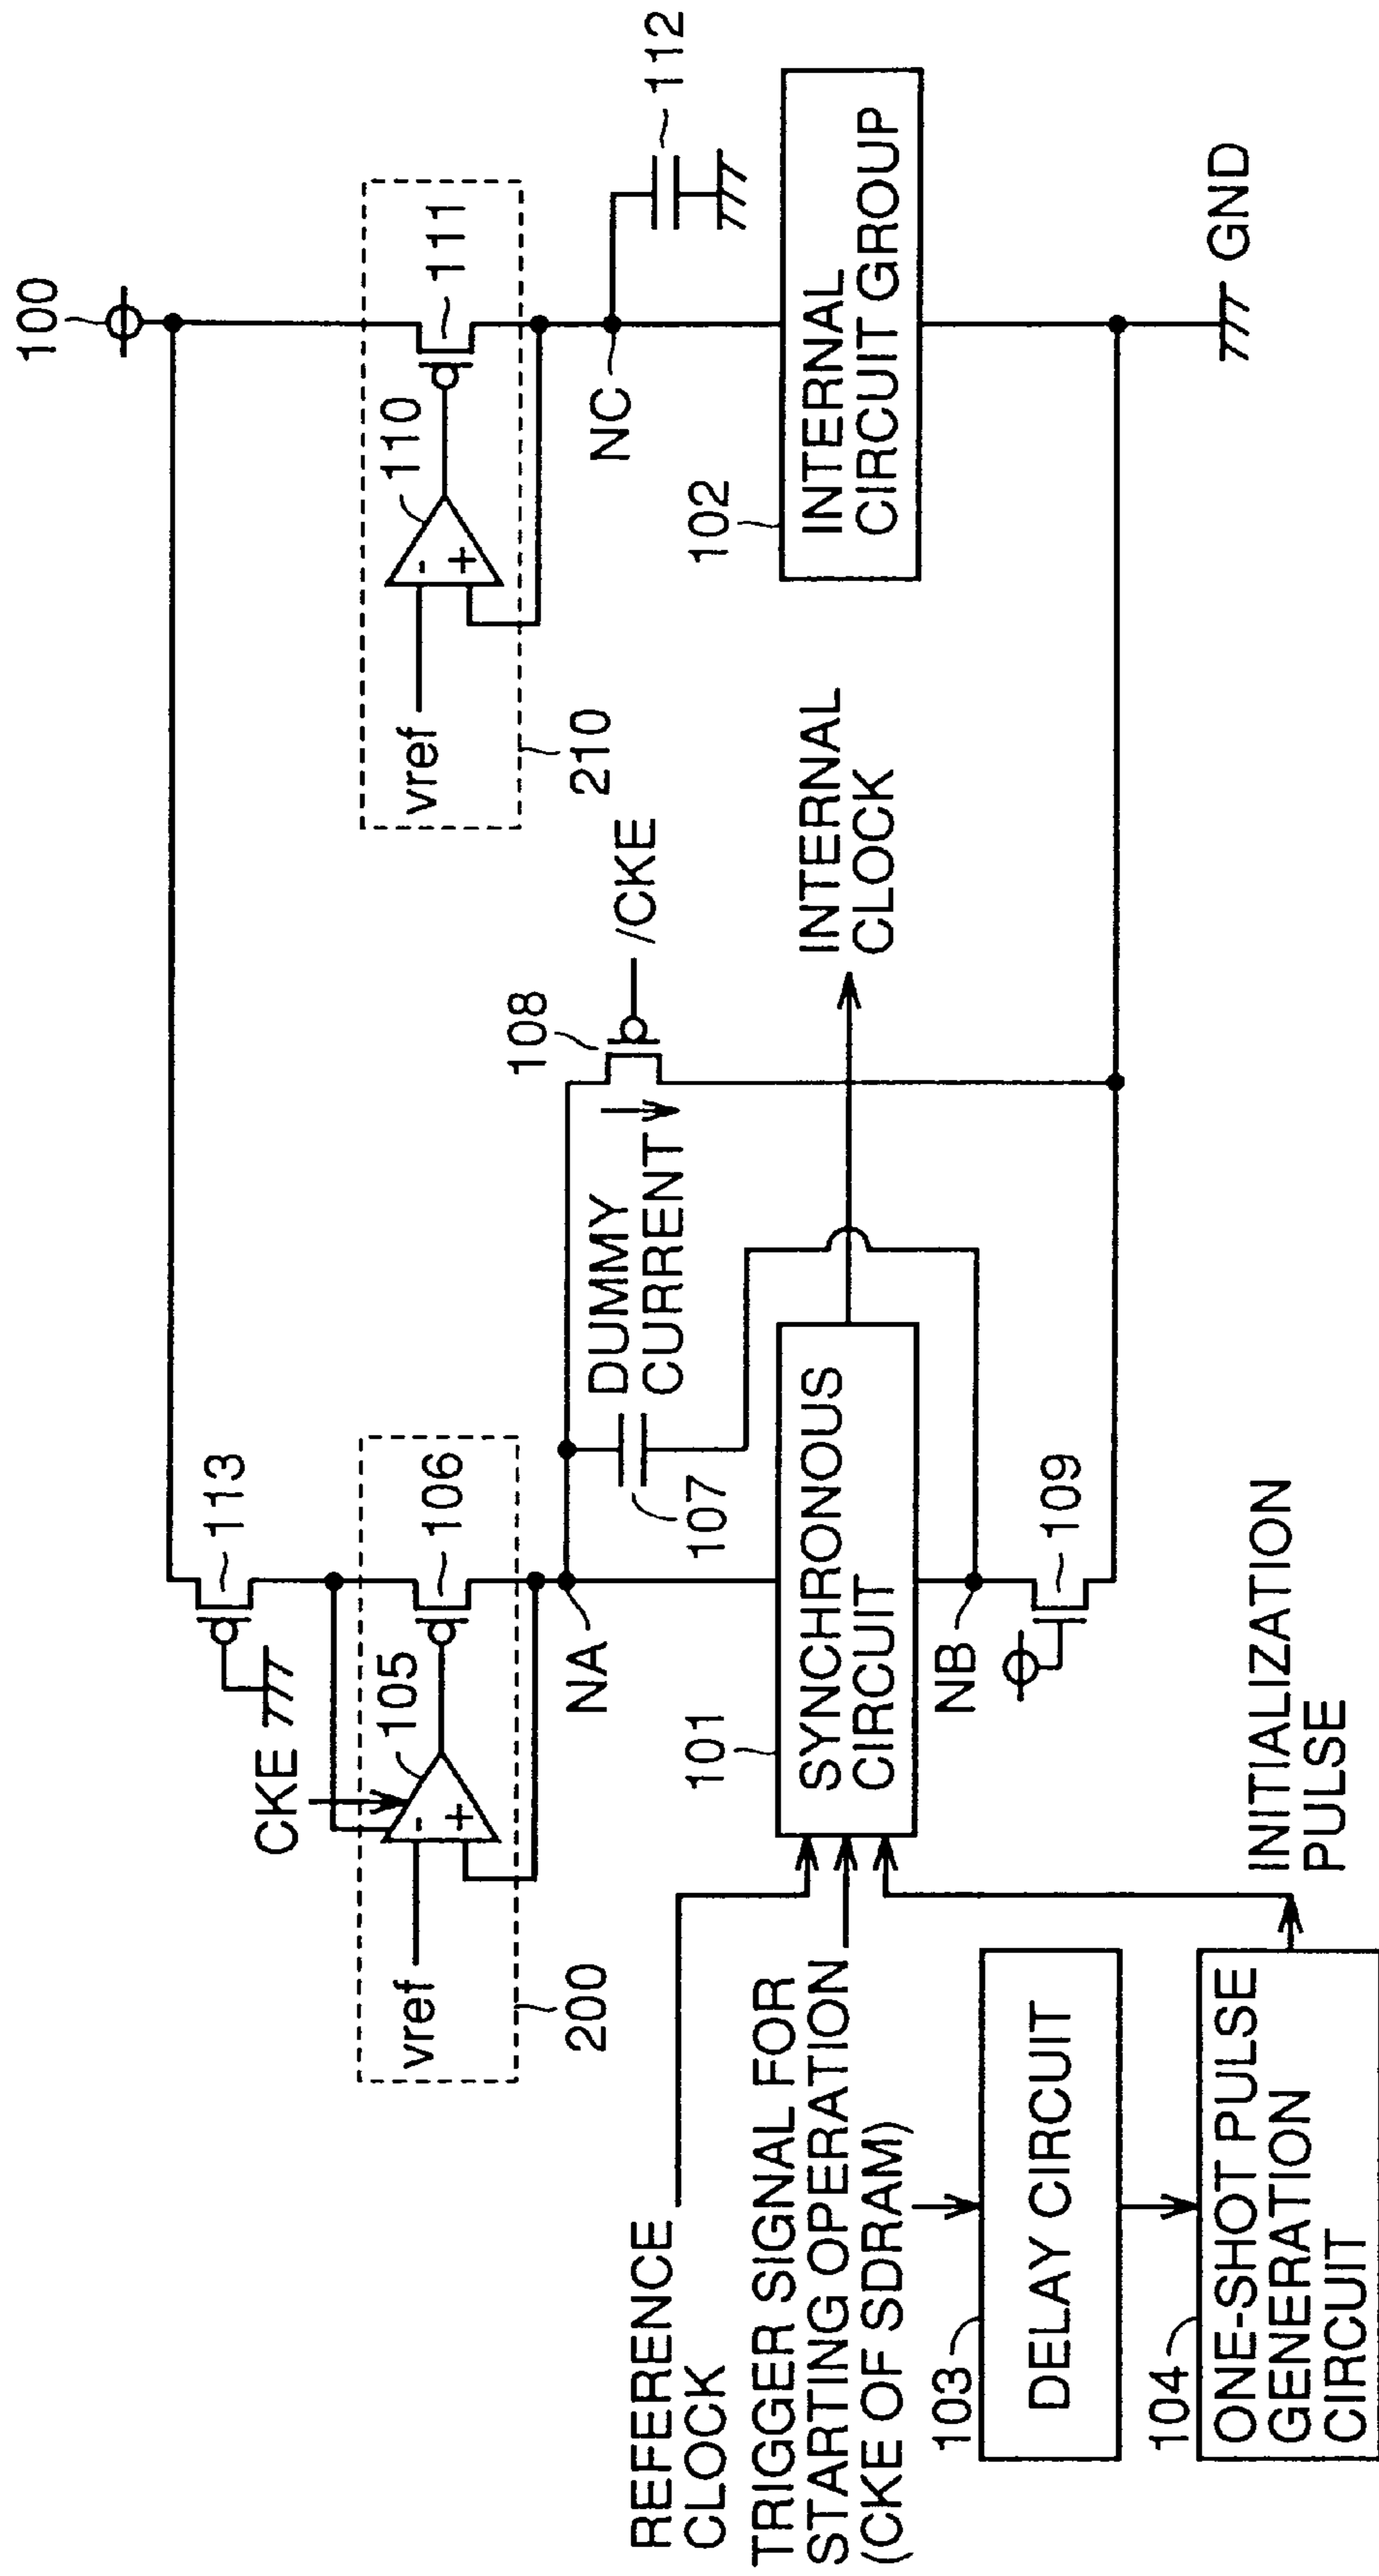 100
113
CKE
105
106
vref
200
110
111
vref
210
112
NC
NA
107
DUMMY
CURRENT
108
/CKE
REFERENCE
CLOCK
TRIGGER SIGNAL FOR
STARTING OPERATION
(CKE OF SDRAM)
101
SYNCHRONOUS
CIRCUIT
INTERNAL
CLOCK
102
INTERNAL
CIRCUIT GROUP
NB
109
GND
103
DELAY CIRCUIT
104
ONE-SHOT PULSE
GENERATION
CIRCUIT
INITIALIZATION
PULSE